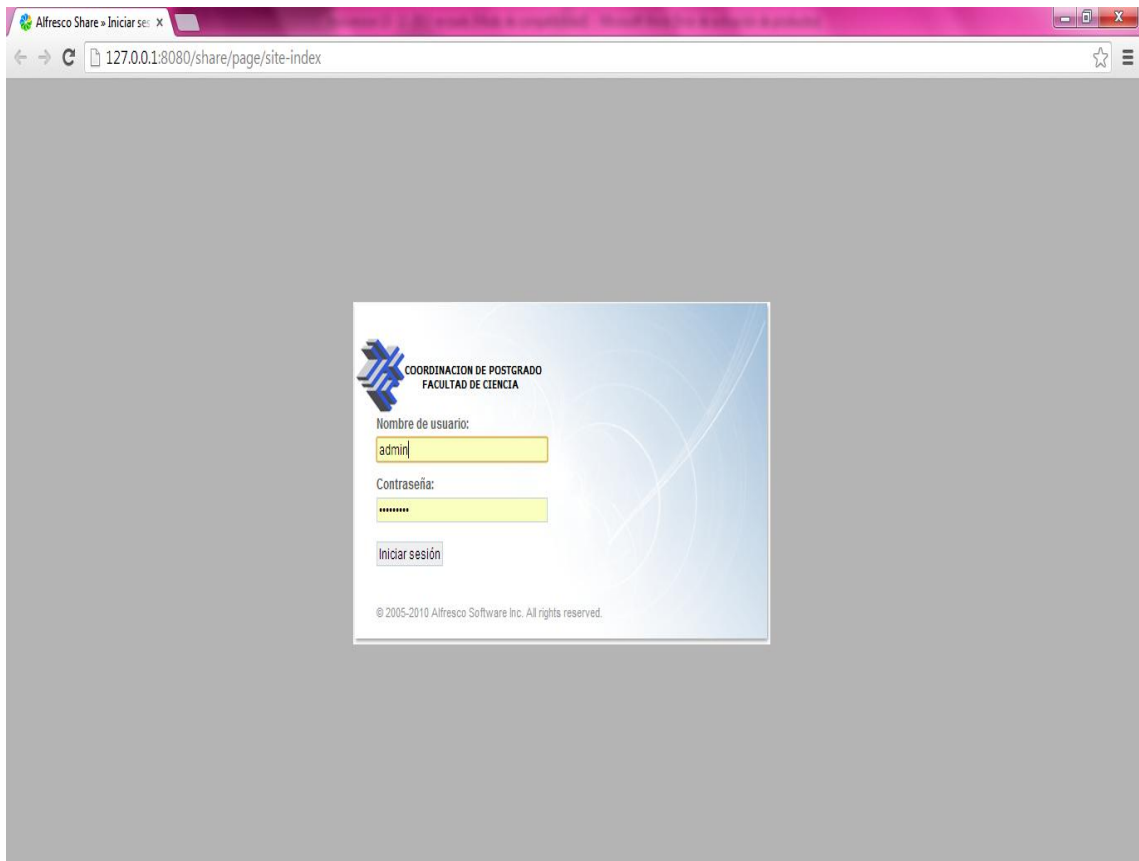 Alfresco Share » Iniciar ses
127.0.0.1:8080/share/page/site-index
COORDINACION DE POSTGRADO
FACULTAD DE CIENCIA
Nombre de usuario:
admin
Contraseña:
•••••••••
Iniciar sesión
© 2005-2010 Alfresco Software Inc. All rights reserved.